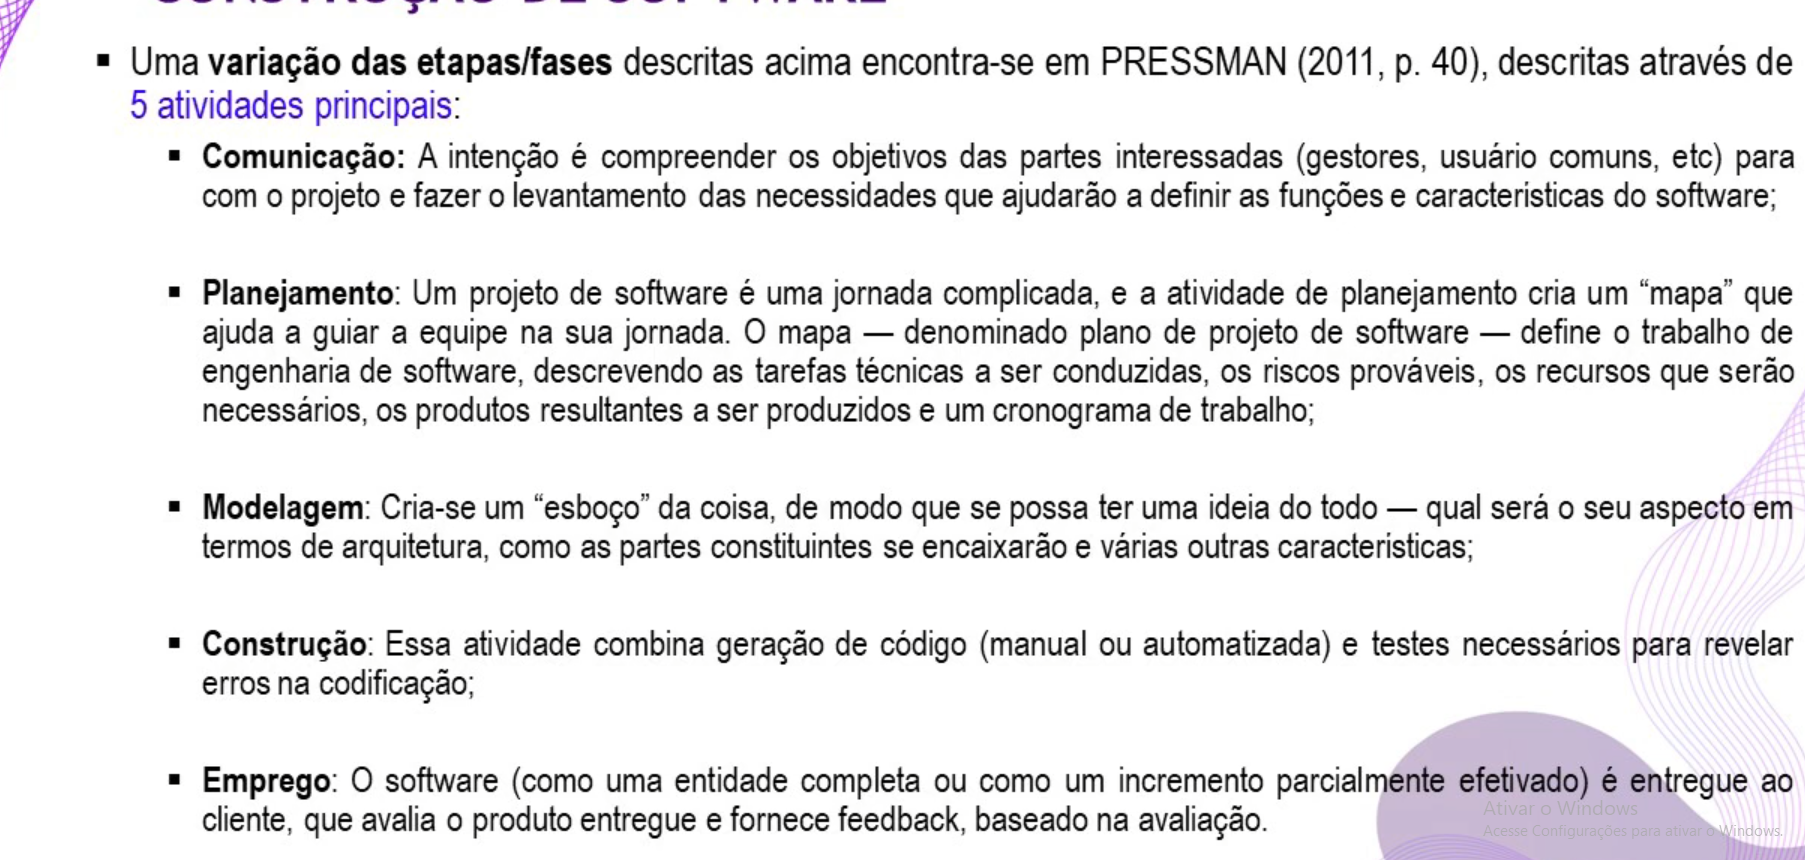 CONSTRUÇÃO DE SOFTWARE
▪ Uma variação das etapas/fases descritas acima encontra-se em PRESSMAN (2011, p. 40), descritas através de
5 atividades principais:
▪ Comunicação: A intenção é compreender os objetivos das partes interessadas (gestores, usuário comuns, etc) para
com o projeto e fazer o levantamento das necessidades que ajudarão a definir as funções e características do software;
▪ Planejamento: Um projeto de software é uma jornada complicada, e a atividade de planejamento cria um “mapa” que
ajuda a guiar a equipe na sua jornada. O mapa — denominado plano de projeto de software — define o trabalho de
engenharia de software, descrevendo as tarefas técnicas a ser conduzidas, os riscos prováveis, os recursos que serão
necessários, os produtos resultantes a ser produzidos e um cronograma de trabalho;
▪ Modelagem: Cria-se um “esboço” da coisa, de modo que se possa ter uma ideia do todo — qual será o seu aspecto em
termos de arquitetura, como as partes constituintes se encaixarão e várias outras características;
▪ Construção: Essa atividade combina geração de código (manual ou automatizada) e testes necessários para revelar
erros na codificação;
▪ Emprego: O software (como uma entidade completa ou como um incremento parcialmente efetivado) é entregue ao
cliente, que avalia o produto entregue e fornece feedback, baseado na avaliação.
Ativar o Windows
Acesse Configurações para ativar o Windows.